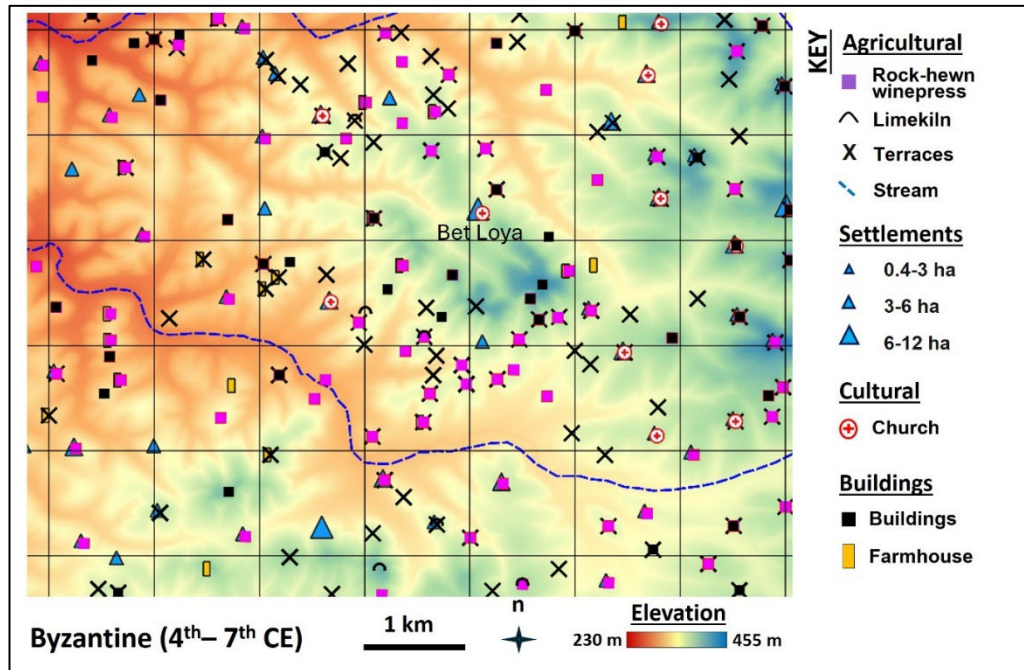 KEY
Agricultural
Rock-hewn
winepress
Limekiln
X Terraces
Stream
Settlements
0.4-3 ha
3-6 ha
6-12 ha
Cultural
Church
Buildings
Buildings
Farmhouse
Bet Loya
Byzantine (4th– 7th CE)
1 km
n
Elevation
230 m
455 m